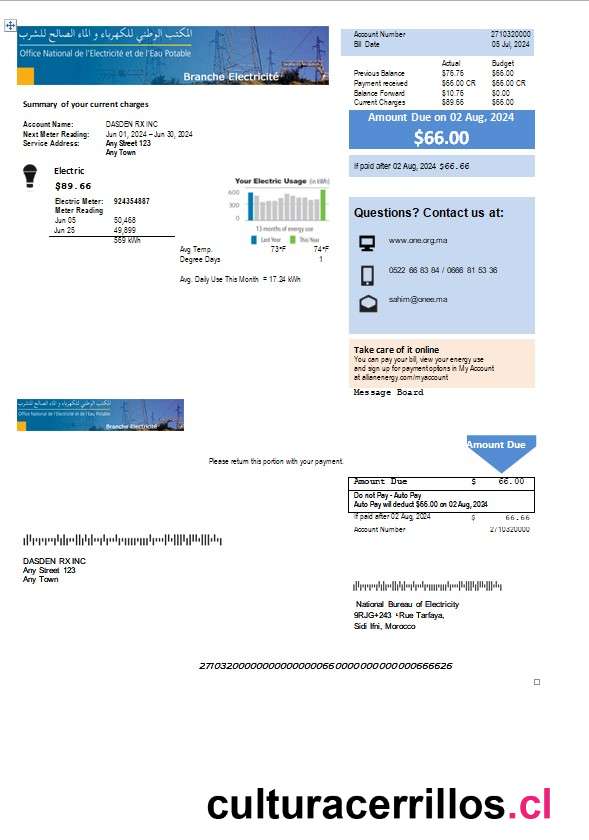 المكتب الوطني للكهرباء و الماء الصالح للشرب
Office National de l'Electricité et de l'Eau Potable
Branche Electricité
Account Number 2710320000
Bill Date 05 Jul, 2024
Actual Budget
Previous Balance $76.76 $66.00
Payment received $66.00 CR $66.00 CR
Balance Forward $10.76 $0.00
Current Charges $89.66 $66.00
Amount Due on 02 Aug, 2024
$66.00
If paid after 02 Aug, 2024 $66.66
Summary of your current charges
Account Name: DASDEN RX INC
Next Meter Reading: Jun 01, 2024 – Jun 30, 2024
Service Address: Any Street 123
Any Town
Electric
$89.66
Electric Meter: 924354887
Meter Reading
Jun 05 50,468
Jun 25 49,899
569 kWh
Your Electric Usage (in kWh)
600
300
0
13 months of energy use
Last Year This Year
Avg Temp. 73°F 74°F
Degree Days 1
Avg. Daily Use This Month = 17.24 kWh
Questions? Contact us at:
www.one.org.ma
0522 66 83 84 / 0666 81 53 36
sahim@onee.ma
Take care of it online
You can pay your bill, view your energy use
and sign up for payment options in My Account
at allianenergy.com/myaccount
Message Board
المكتب الوطني للكهرباء و الماء الصالح للشرب
Office National de l'Electricité et de l'Eau Potable
Branche Electricité
Please return this portion with your payment.
Amount Due
Amount Due $ 66.00
Do not Pay - Auto Pay
Auto Pay will deduct $66.00 on 02 Aug, 2024
If paid after 02 Aug, 2024 $ 66.66
Account Number 2710320000
DASDEN RX INC
Any Street 123
Any Town
National Bureau of Electricity
9RJG+243 ، Rue Tarfaya,
Sidi Ifni, Morocco
culturacerrillos.cl